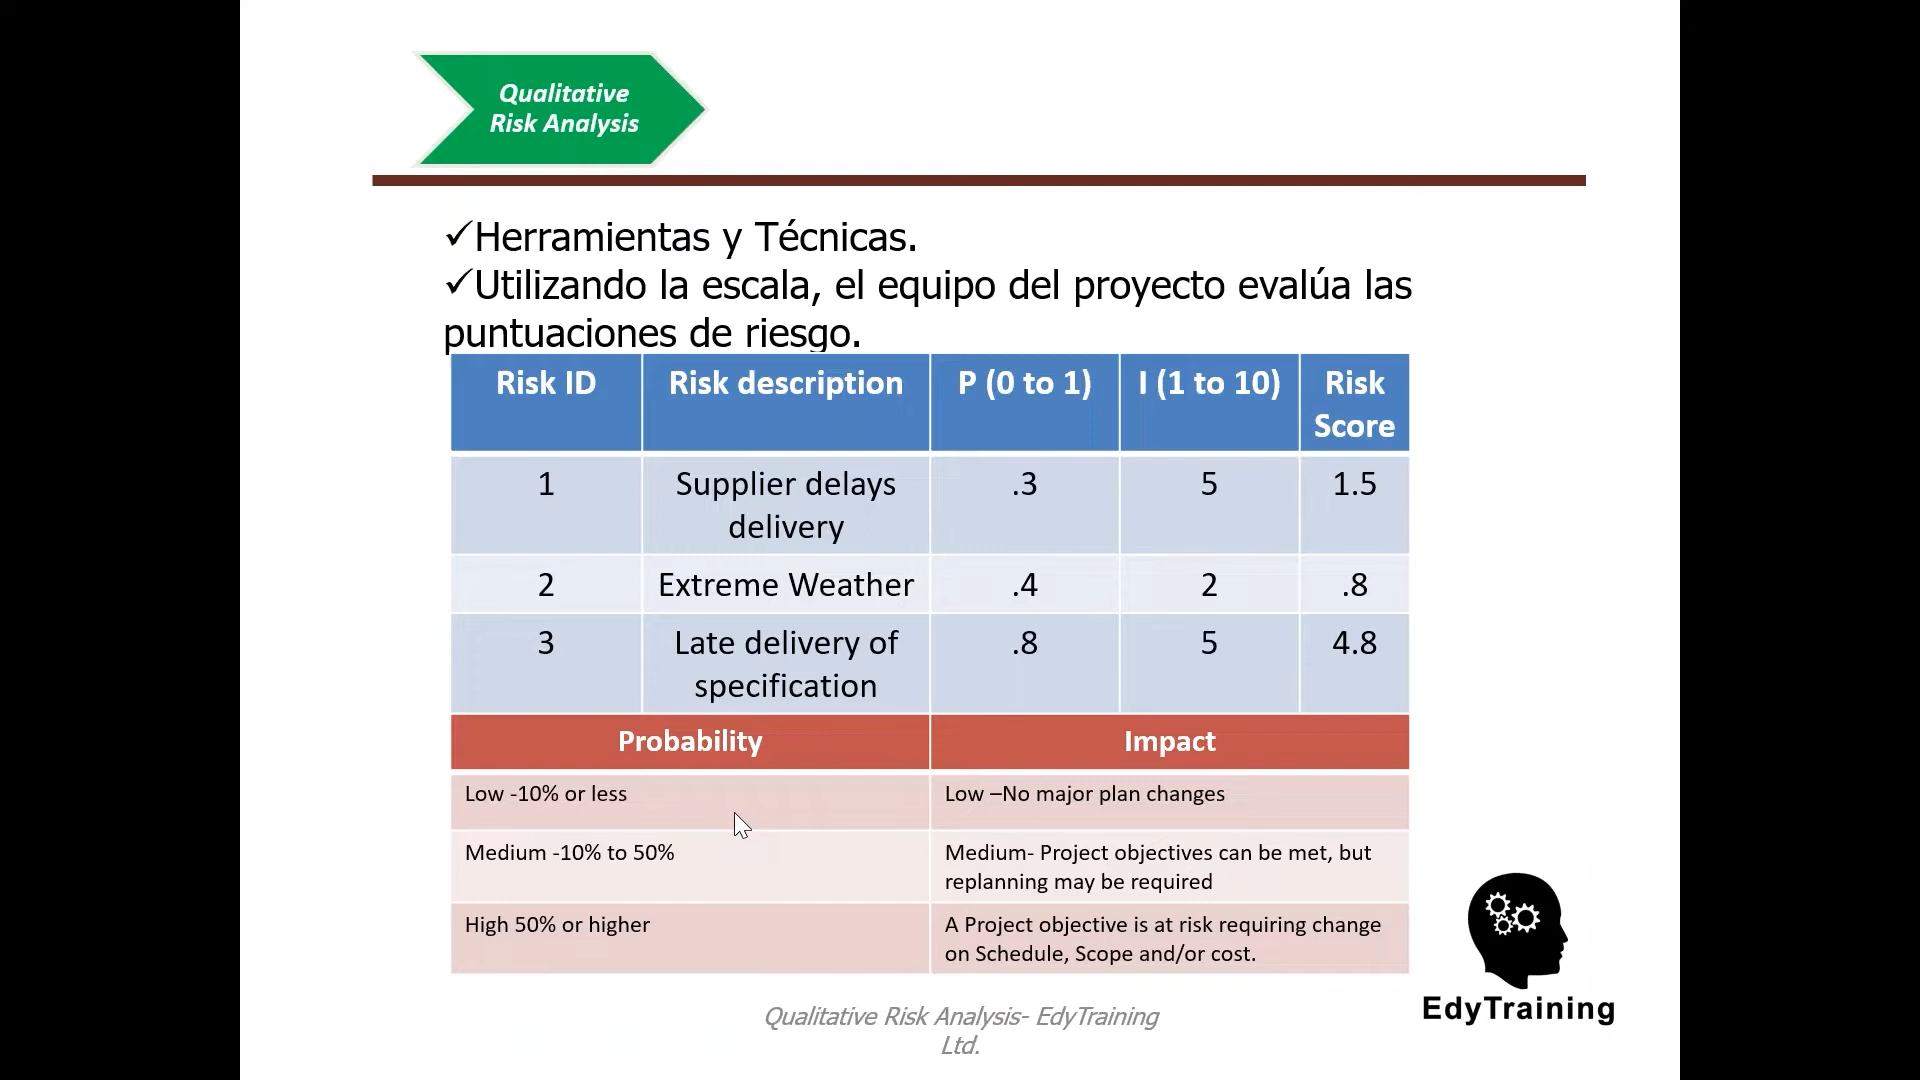 Qualitative
Risk Analysis
✓Herramientas y Técnicas.
✓Utilizando la escala, el equipo del proyecto evalúa las
puntuaciones de riesgo.
Risk ID Risk description P (0 to 1) I (1 to 10) Risk
Score
1 Supplier delays .3 5 1.5
delivery
2 Extreme Weather .4 2 .8
3 Late delivery of .8 5 4.8
specification
Probability Impact
Low -10% or less Low –No major plan changes
Medium -10% to 50% Medium- Project objectives can be met, but
replanning may be required
High 50% or higher A Project objective is at risk requiring change
on Schedule, Scope and/or cost.
EdyTraining
Qualitative Risk Analysis- EdyTraining
Ltd.